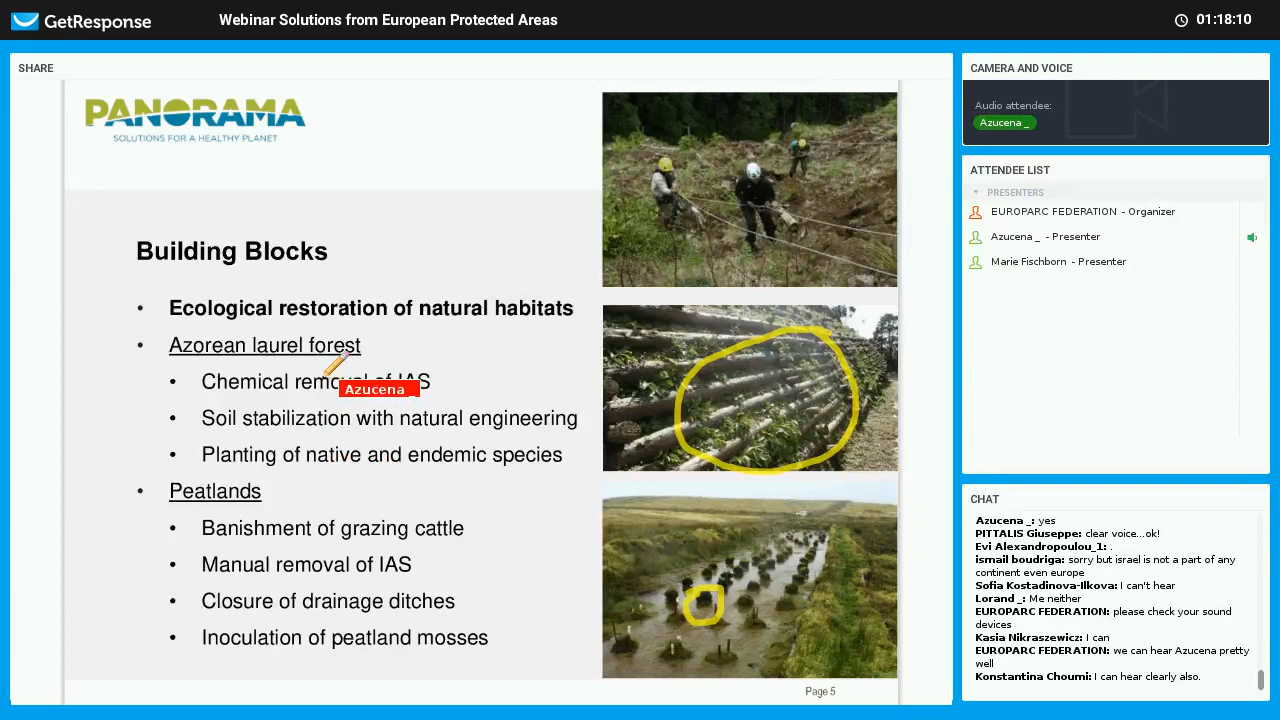 GetResponse
Webinar Solutions from European Protected Areas
01:18:10
SHARE
PANORAMA
SOLUTIONS FOR A HEALTHY PLANET
Building Blocks
• Ecological restoration of natural habitats
• Azorean laurel forest
• Chemical removal of IAS
Azucena _
• Soil stabilization with natural engineering
• Planting of native and endemic species
• Peatlands
• Banishment of grazing cattle
• Manual removal of IAS
• Closure of drainage ditches
• Inoculation of peatland mosses
Page 5
CAMERA AND VOICE
Audio attendee:
Azucena _
ATTENDEE LIST
PRESENTERS
EUROPARC FEDERATION - Organizer
Azucena _ - Presenter
Marie Fischborn - Presenter
CHAT
Azucena _: yes
PITTALIS Giuseppe: clear voice...ok!
Evi Alexandropoulou_1: .
ismail boudriga: sorry but israel is not a part of any
continent even europe
Sofia Kostadinova-Ilkova: I can't hear
Lorand _: Me neither
EUROPARC FEDERATION: please check your sound
devices
Kasia Nikraszewicz: I can
EUROPARC FEDERATION: we can hear Azucena pretty
well
Konstantina Choumi: I can hear clearly also.